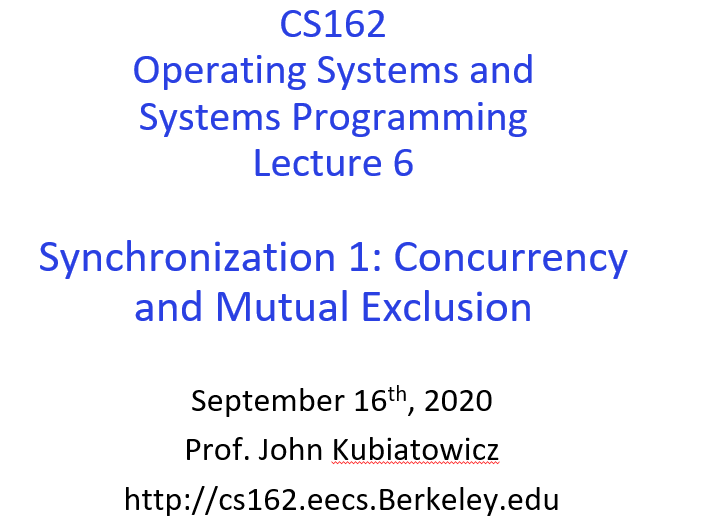 CS162
Operating Systems and
Systems Programming
Lecture 6
Synchronization 1: Concurrency
and Mutual Exclusion
September 16th, 2020
Prof. John Kubiatowicz
http://cs162.eecs.Berkeley.edu